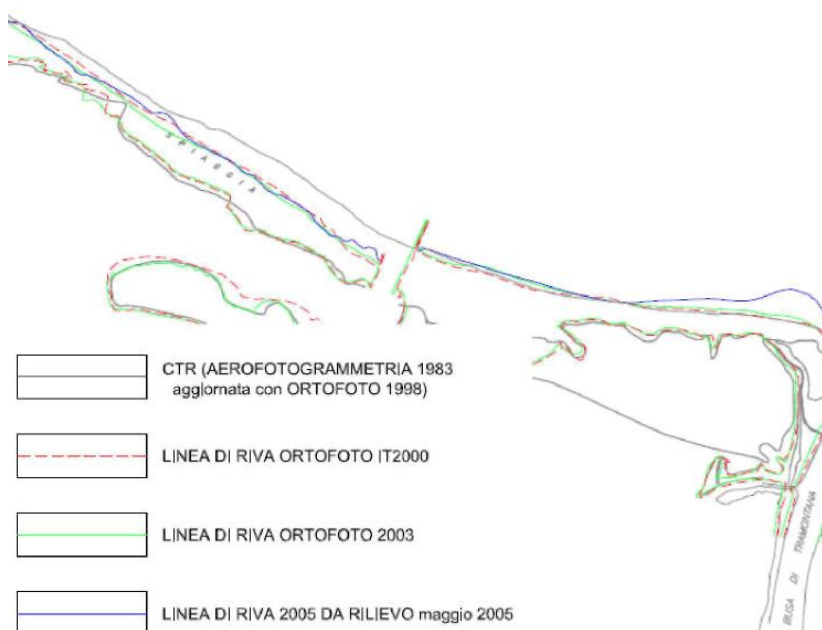 SPIAGGIA
CTR (AEROFOTOGRAMMETRIA 1983
aggiornata con ORTOFOTO 1998)
LINEA DI RIVA ORTOFOTO IT2000
LINEA DI RIVA ORTOFOTO 2003
LINEA DI RIVA 2005 DA RILIEVO maggio 2005
BUSA DI TRAMONTANA